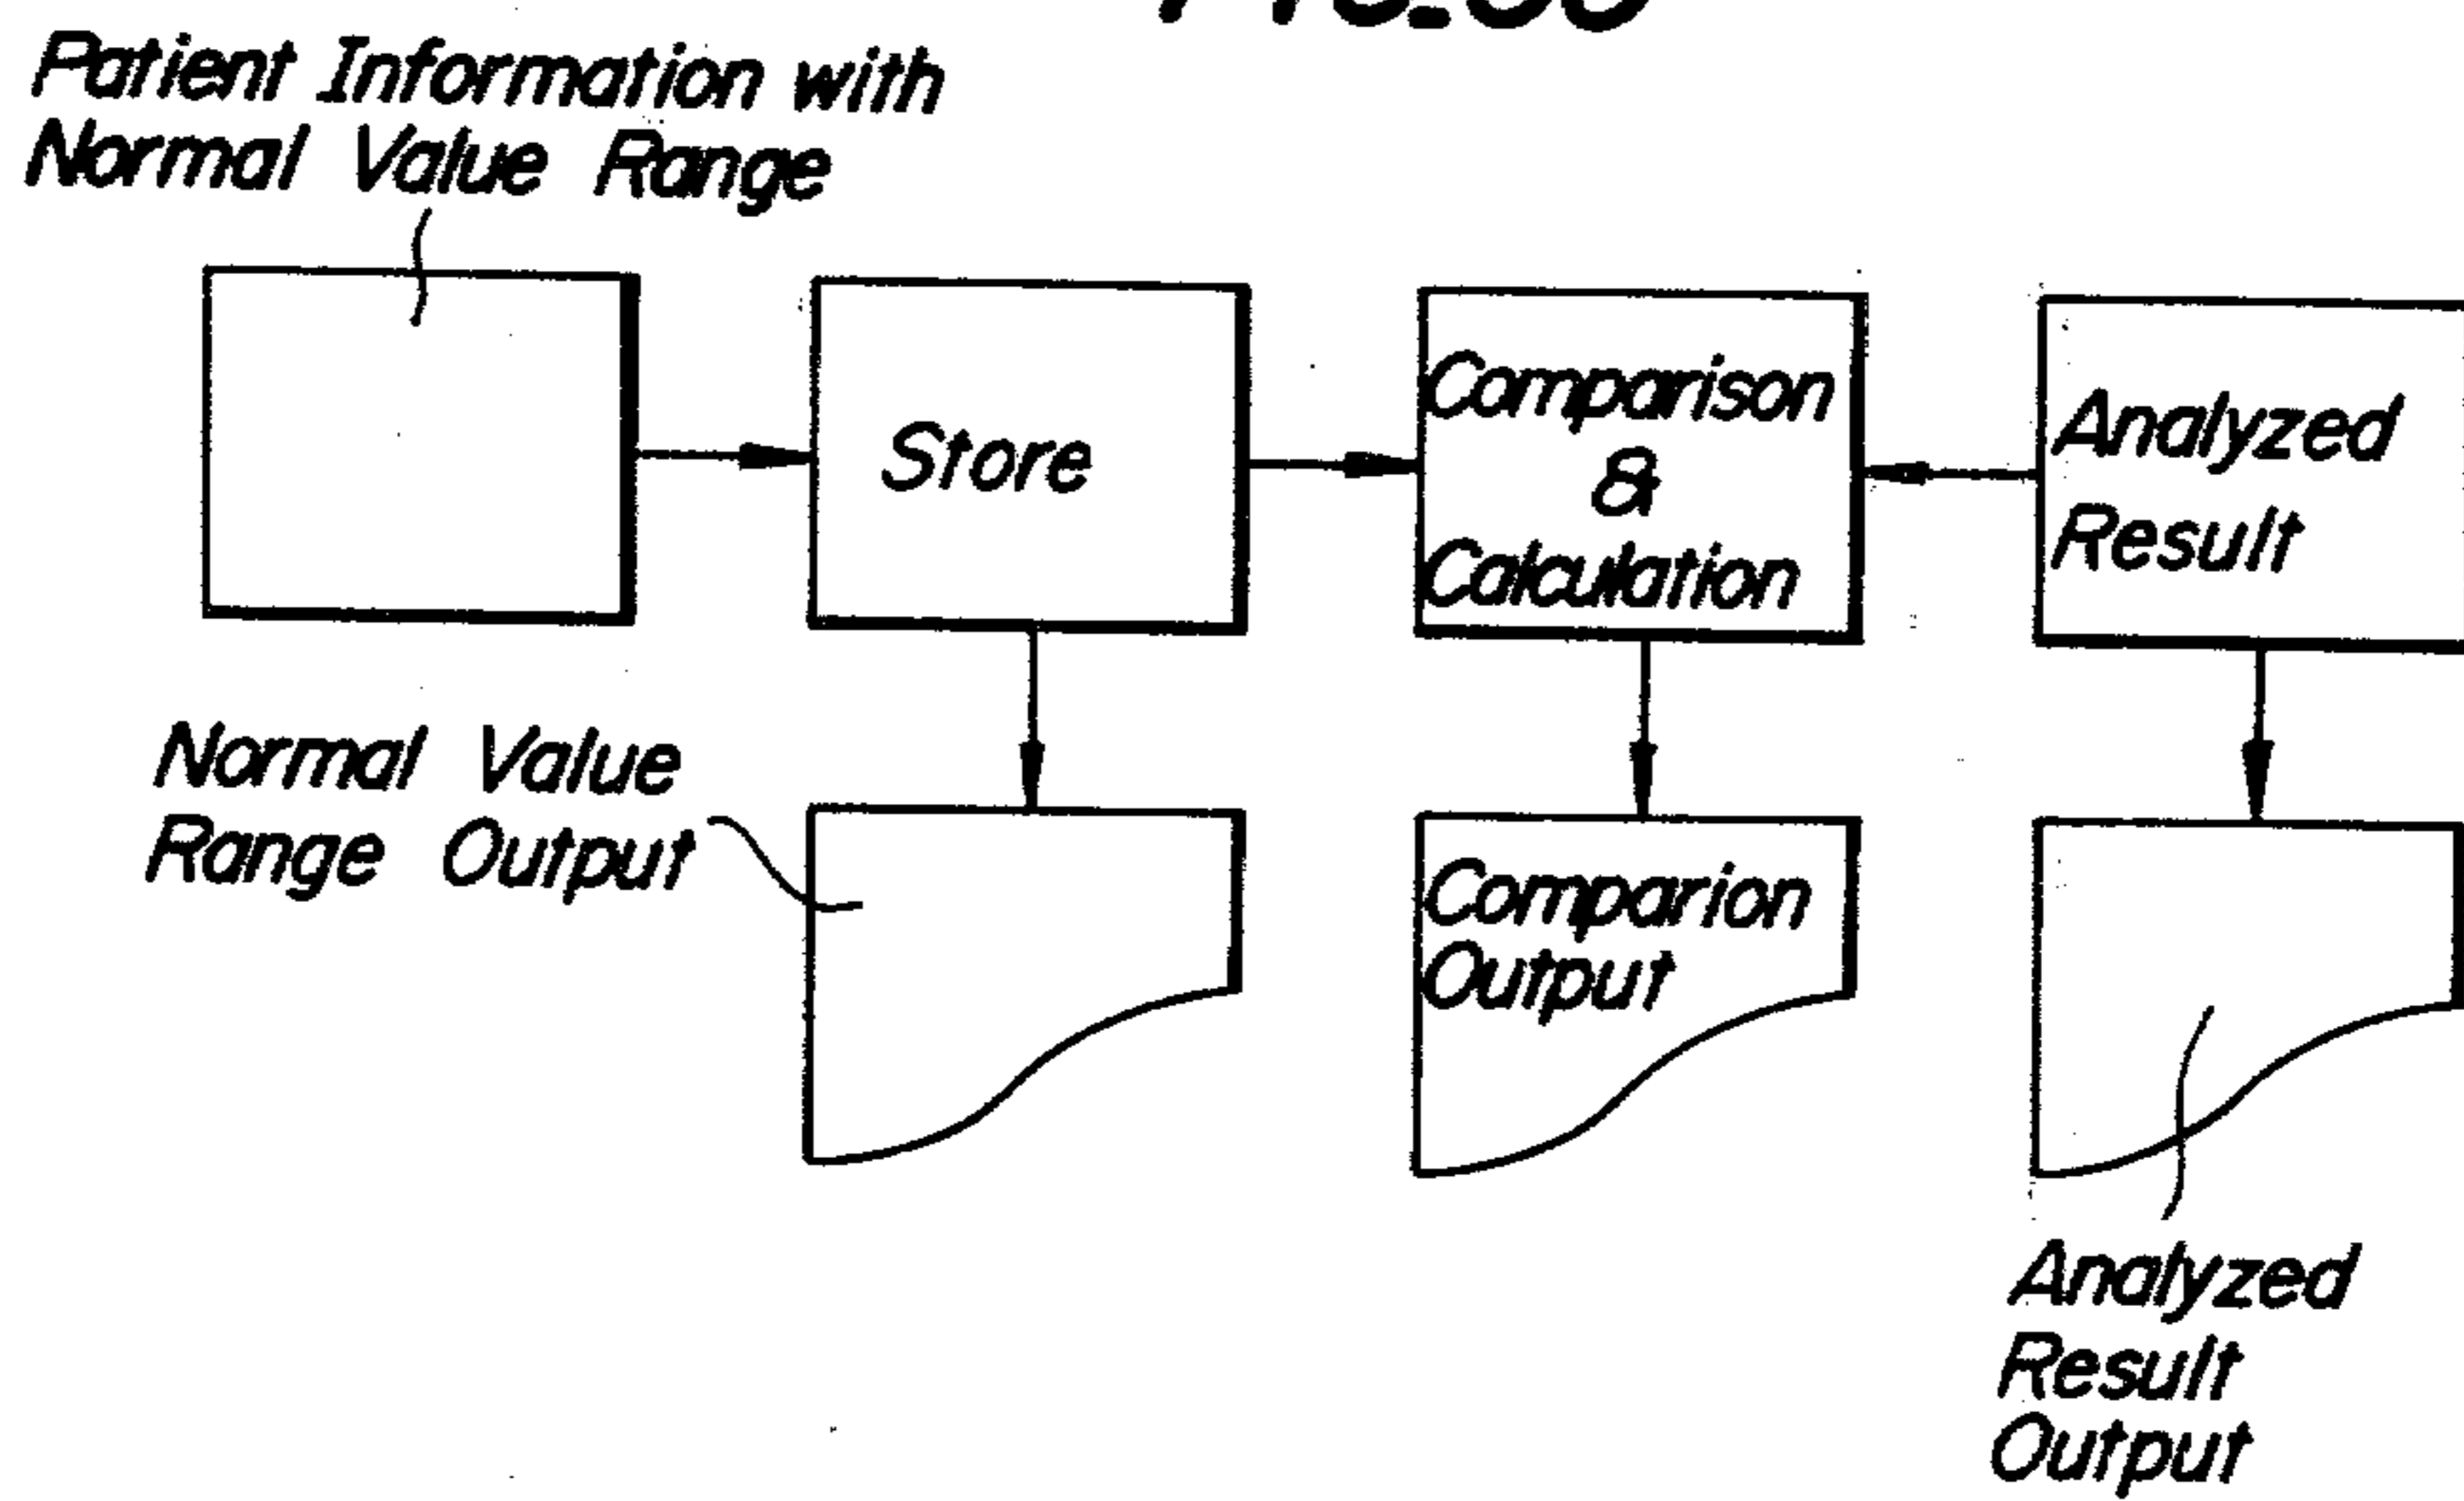 Patient Information with
Normal Value Range
Store
Comparison
&
Calculation
Analyzed
Result
Normal Value
Range Output
Comparion
Output
Analyzed
Result
Output